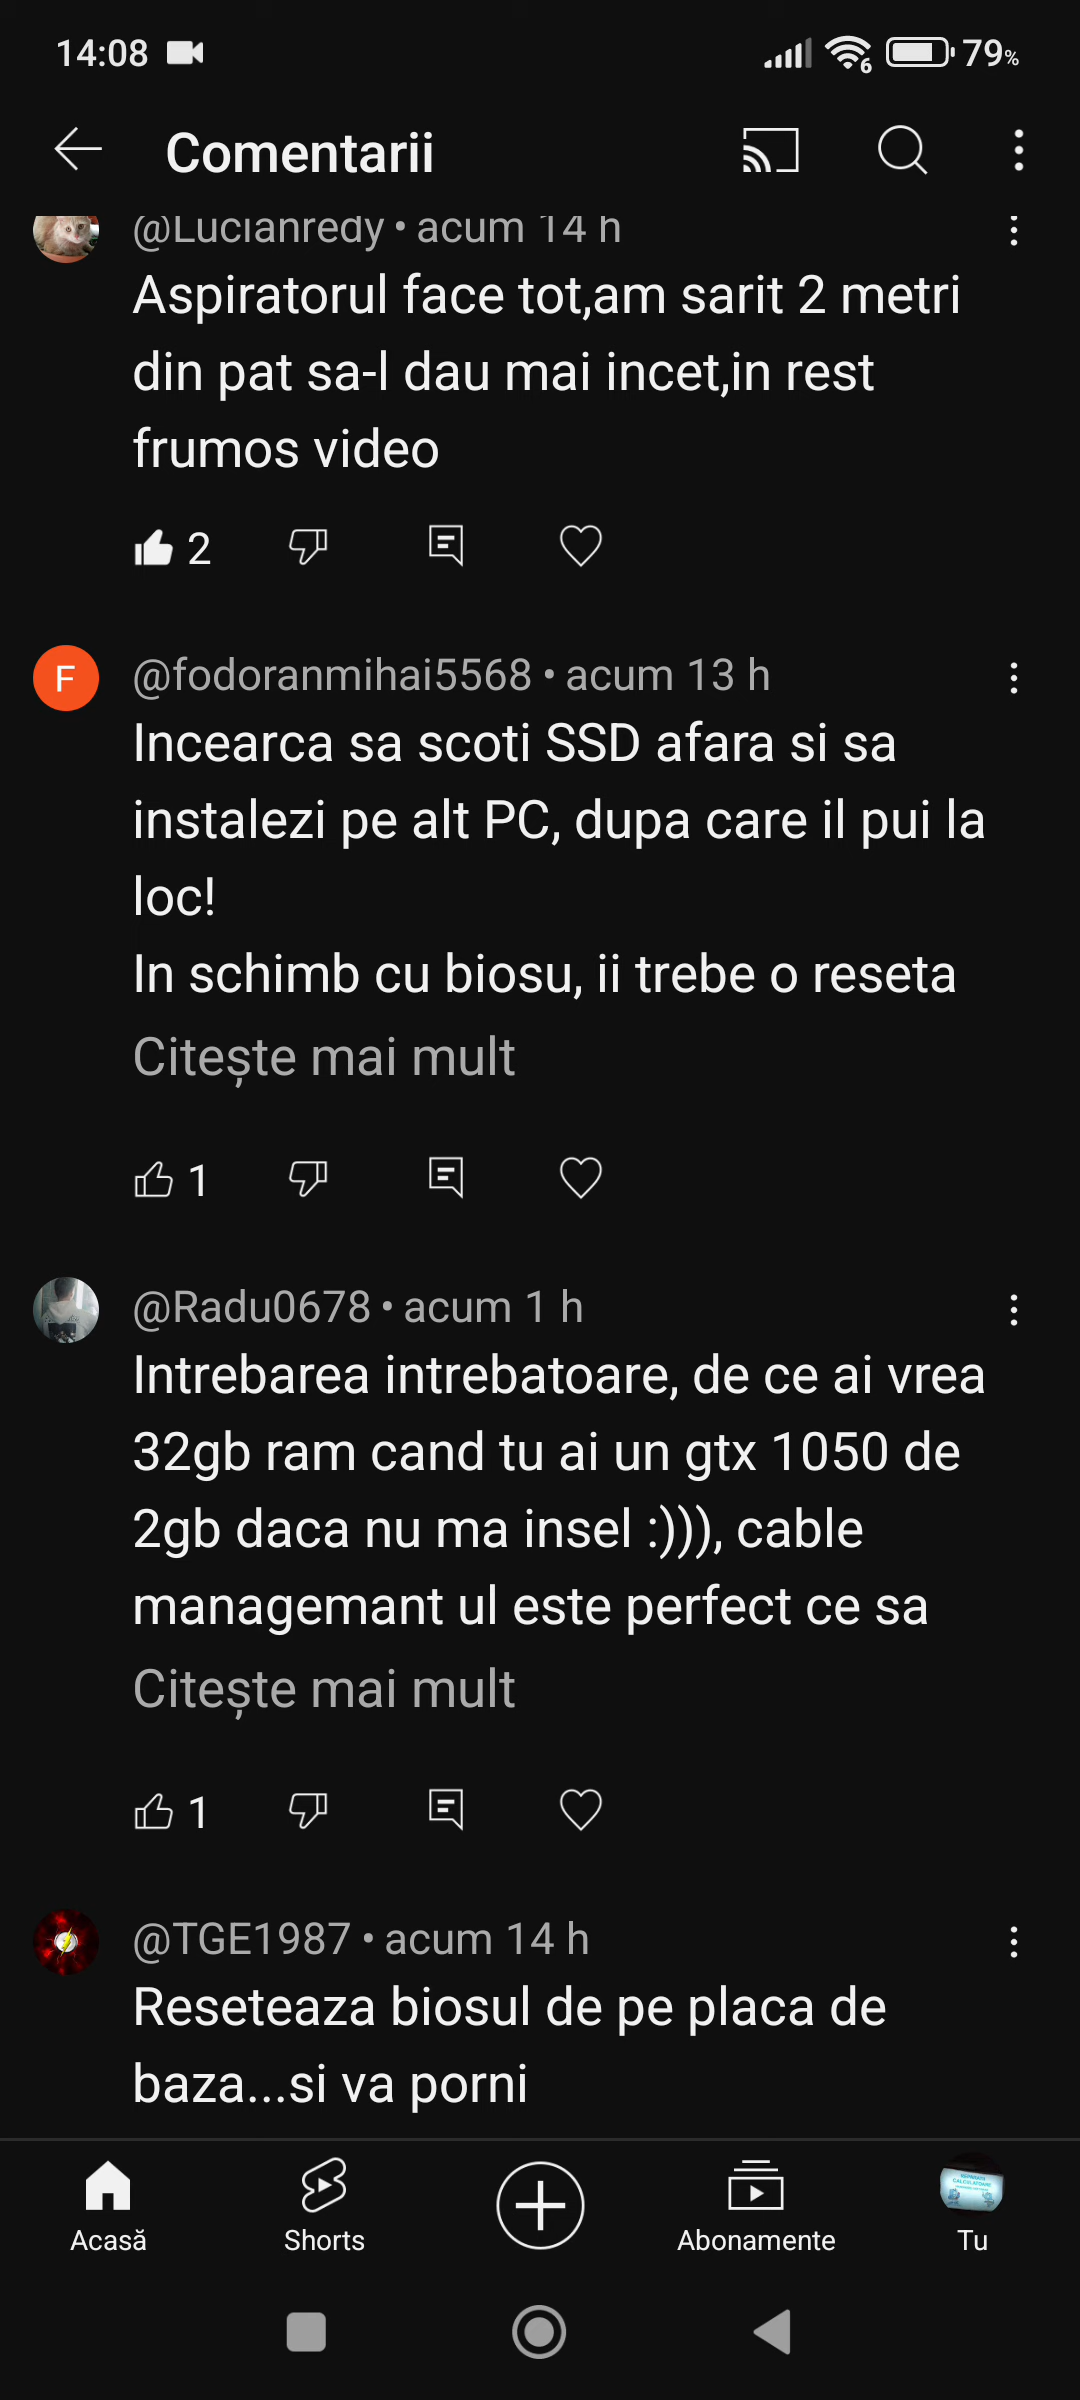 14:08
6
79%
Comentarii
@Lucianredy • acum 14 h
Aspiratorul face tot,am sarit 2 metri
din pat sa-l dau mai incet,in rest
frumos video
2
F
@fodoranmihai5568 • acum 13 h
Incearca sa scoti SSD afara si sa
instalezi pe alt PC, dupa care il pui la
loc!
In schimb cu biosu, ii trebe o reseta
Citește mai mult
1
@Radu0678 • acum 1 h
Intrebarea intrebatoare, de ce ai vrea
32gb ram cand tu ai un gtx 1050 de
2gb daca nu ma insel :))), cable
managemant ul este perfect ce sa
Citește mai mult
1
@TGE1987 • acum 14 h
Reseteaza biosul de pe placa de
baza...si va porni
Acasă
Shorts
Abonamente
Tu